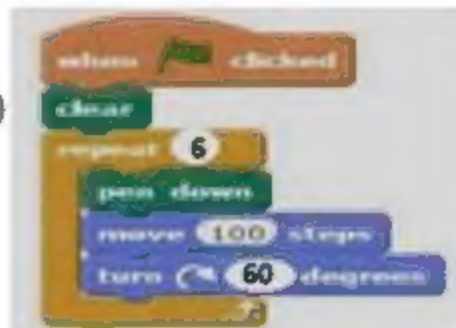 when clicked
clear
repeat 6
pen down
move 100 steps
turn 60 degrees